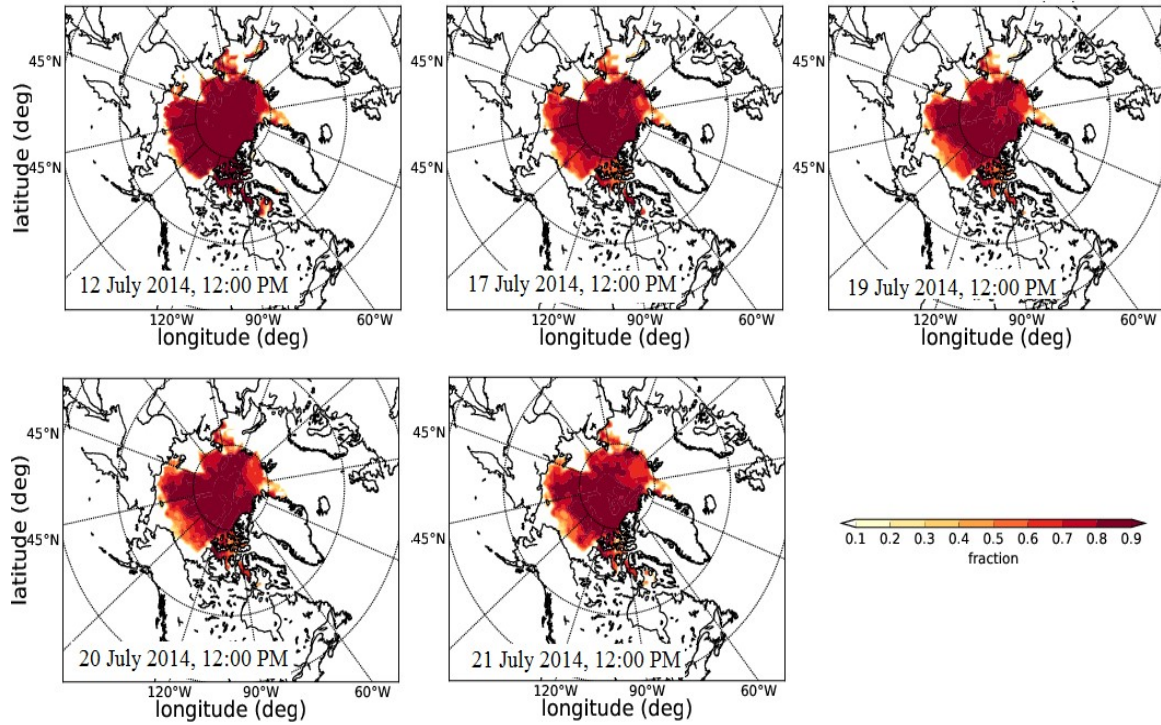 45°N
45°N
latitude (deg)
12 July 2014, 12:00 PM
120°W 90°W 60°W
longitude (deg)
45°N
45°N
17 July 2014, 12:00 PM
120°W 90°W 60°W
longitude (deg)
45°N
45°N
19 July 2014, 12:00 PM
120°W 90°W 60°W
longitude (deg)
45°N
45°N
latitude (deg)
20 July 2014, 12:00 PM
120°W 90°W 60°W
longitude (deg)
45°N
45°N
21 July 2014, 12:00 PM
120°W 90°W 60°W
longitude (deg)
0.1 0.2 0.3 0.4 0.5 0.6 0.7 0.8 0.9
fraction